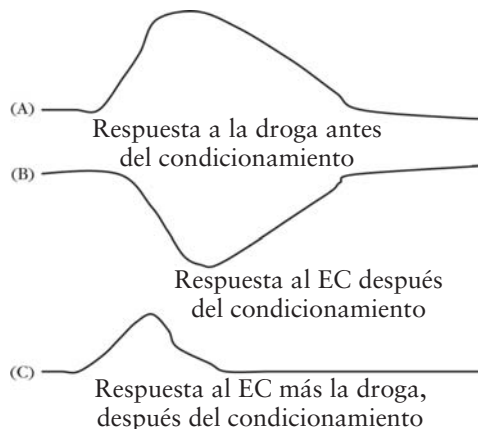 (A)
Respuesta a la droga antes
del condicionamiento
(B)
Respuesta al EC después
del condicionamiento
(C)
Respuesta al EC más la droga,
después del condicionamiento